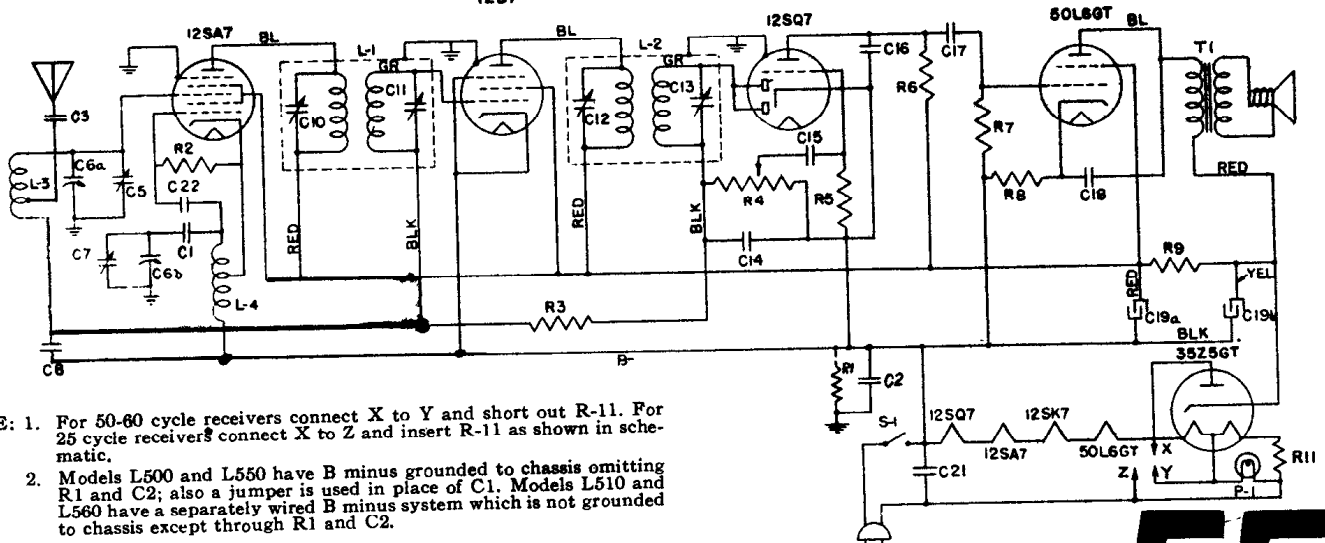 12SA7
BL
L-1
GR
BL
L-2
GR
12SQ7
C16
C17
50L6GT
BL
T1
C3
C10
C11
C12
C13
R6
R2
C15
R7
L-3
C6a
C5
C22
R4
R5
R8
C18
RED
C7
C1
RED
BLK
RED
BLK
C6b
C14
R9
YEL
L-4
RED
R3
C19a
C19b
BLK
C8
B-
35Z5GT
R1
C2
S-1
12SQ7
12SK7
X
12SA7
50L6GT
Z
Y
R11
C21
P-1
E: 1. For 50-60 cycle receivers connect X to Y and short out R-11. For
25 cycle receivers connect X to Z and insert R-11 as shown in sche-
matic.
2. Models L500 and L550 have B minus grounded to chassis omitting
R1 and C2; also a jumper is used in place of C1. Models L510 and
L560 have a separately wired B minus system which is not grounded
to chassis except through R1 and C2.